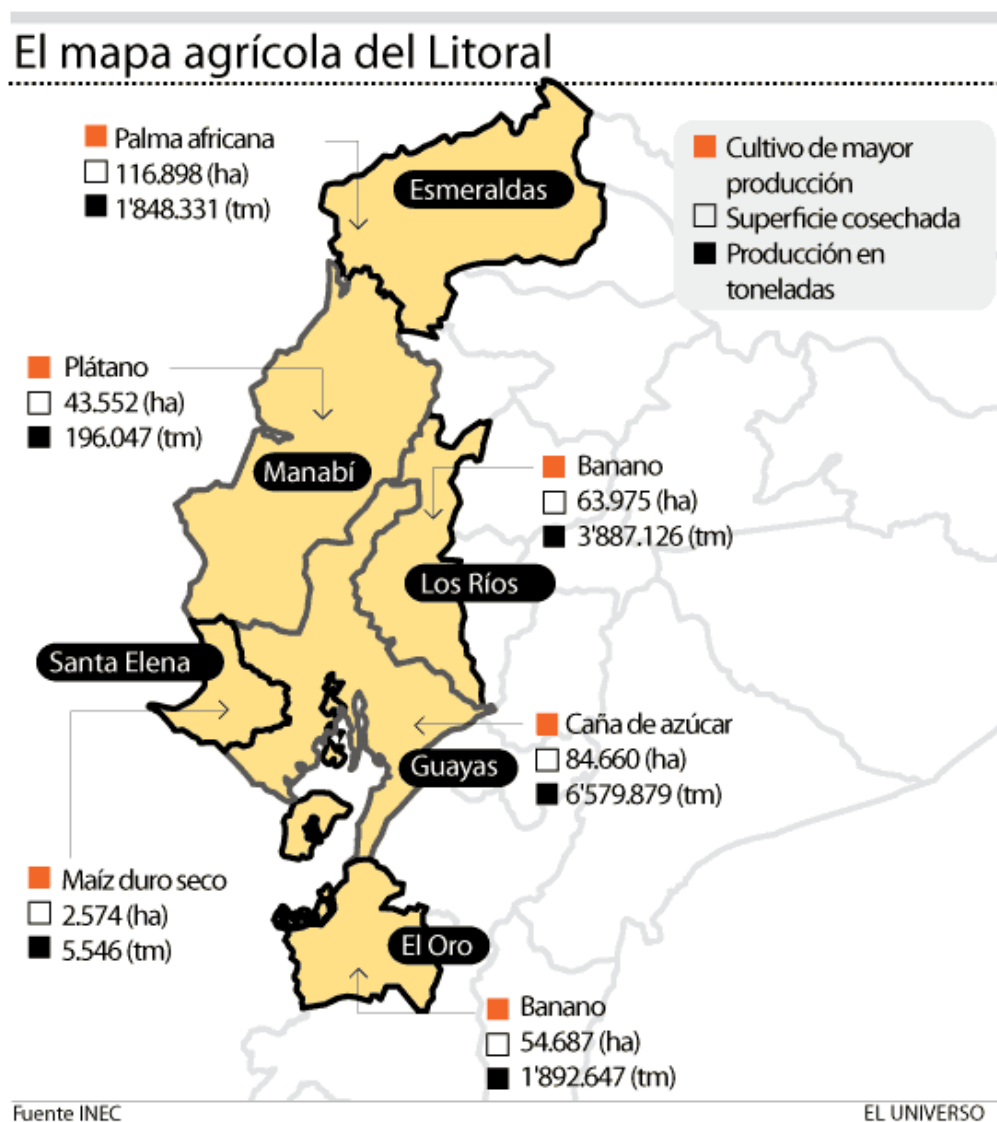 El mapa agrícola del Litoral
Palma africana
116.898 (ha)
1'848.331 (tm)
Esmeraldas
Cultivo de mayor
producción
Superficie cosechada
Producción en
toneladas
Plátano
43.552 (ha)
196.047 (tm)
Manabí
Banano
63.975 (ha)
3'887.126 (tm)
Los Ríos
Santa Elena
Caña de azúcar
84.660 (ha)
6'579.879 (tm)
Guayas
Maíz duro seco
2.574 (ha)
5.546 (tm)
El Oro
Banano
54.687 (ha)
1'892.647 (tm)
Fuente INEC
EL UNIVERSO